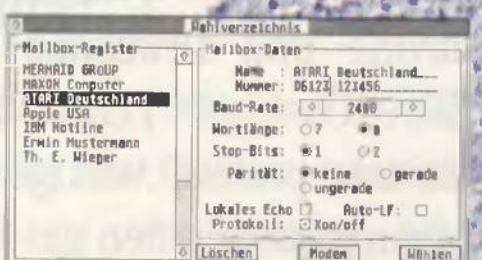 Wahlverzeichnis
Mailbox-Register
MERMAID GROUP
MAXON Computer
ATARI Deutschland
Apple USA
IBM Hotline
Erwin Mustermann
Th. E. Wieper
Mailbox-Daten
Name : ATARI Deutschland__
Nummer: 06123| 121456______
Baud-Rate: 2400
Wortlänge: 7 8
Stop-Bits: 1 2
Parität: keine gerade
ungerade
Lokales Echo Auto-LF:
Protokoll: Xon/off
Löschen Modem Wählen